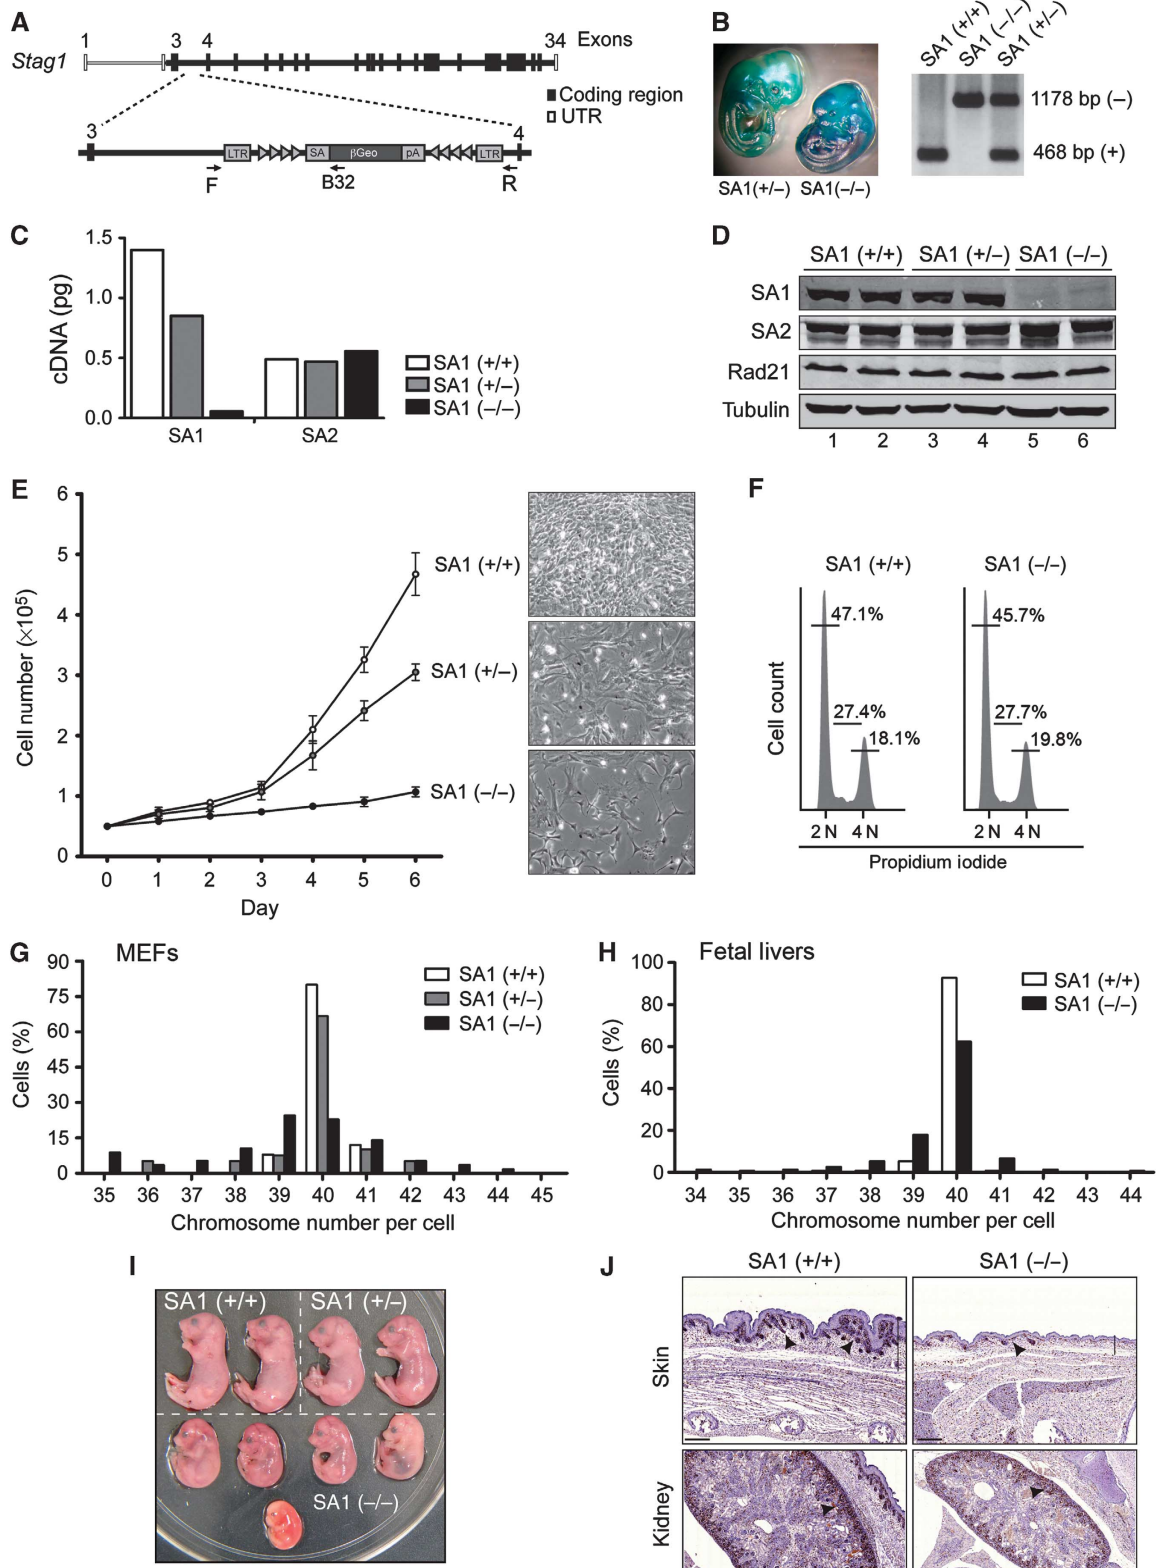 A
1 3 4 34 Exons
Stag1
Coding region
UTR
3 4
LTR SA βGeo pA LTR
F B32 R
B
SA1 (+/+) SA1 (−/−) SA1 (+/−)
1178 bp (−)
468 bp (+)
SA1(+/−) SA1(−/−)
C
1.5
1.0
0.5
0.0
cDNA (pg)
SA1 SA2
SA1 (+/+)
SA1 (+/−)
SA1 (−/−)
D
SA1 (+/+) SA1 (+/−) SA1 (−/−)
SA1
SA2
Rad21
Tubulin
1 2 3 4 5 6
E
6
5
4
3
2
1
0
Cell number (×10⁵)
SA1 (+/+)
SA1 (+/−)
SA1 (−/−)
0 1 2 3 4 5 6
Day
F
SA1 (+/+) SA1 (−/−)
47.1% 45.7%
27.4% 27.7%
18.1% 19.8%
Cell count
2 N 4 N 2 N 4 N
Propidium iodide
G MEFs
90
75
60
45
30
15
0
Cells (%)
SA1 (+/+)
SA1 (+/−)
SA1 (−/−)
35 36 37 38 39 40 41 42 43 44 45
Chromosome number per cell
H Fetal livers
100
80
60
40
20
0
Cells (%)
SA1 (+/+)
SA1 (−/−)
34 35 36 37 38 39 40 41 42 43 44
Chromosome number per cell
I
SA1 (+/+) SA1 (+/−)
SA1 (−/−)
J
SA1 (+/+) SA1 (−/−)
Skin
Kidney